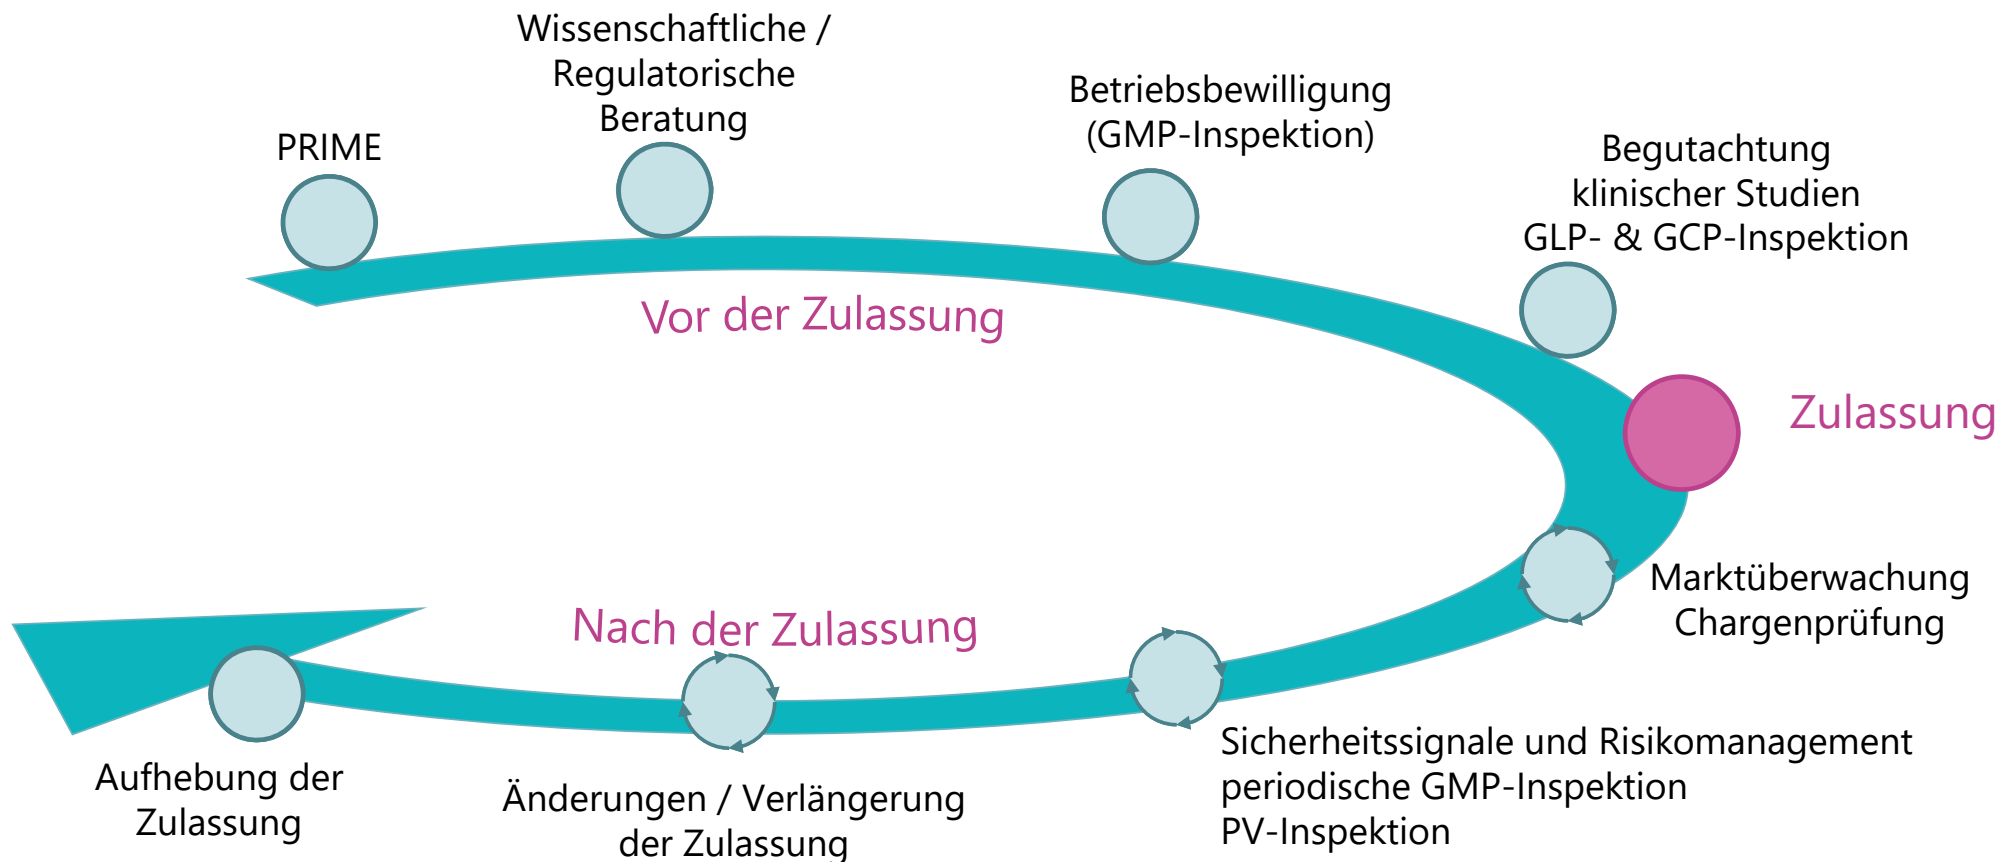 Wissenschaftliche /
Regulatorische
Beratung
PRIME
Betriebsbewilligung
(GMP-Inspektion)
Begutachtung
klinischer Studien
GLP- & GCP-Inspektion
Vor der Zulassung
Zulassung
Marktüberwachung
Chargenprüfung
Nach der Zulassung
Sicherheitssignale und Risikomanagement
periodische GMP-Inspektion
PV-Inspektion
Änderungen / Verlängerung
der Zulassung
Aufhebung der
Zulassung